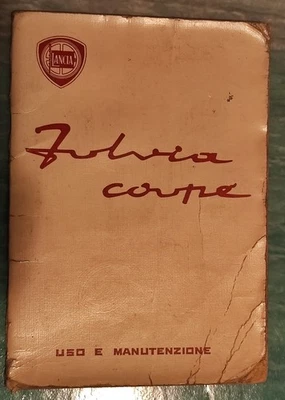 LANCIA
Fulvia
coupé
USO E MANUTENZIONE